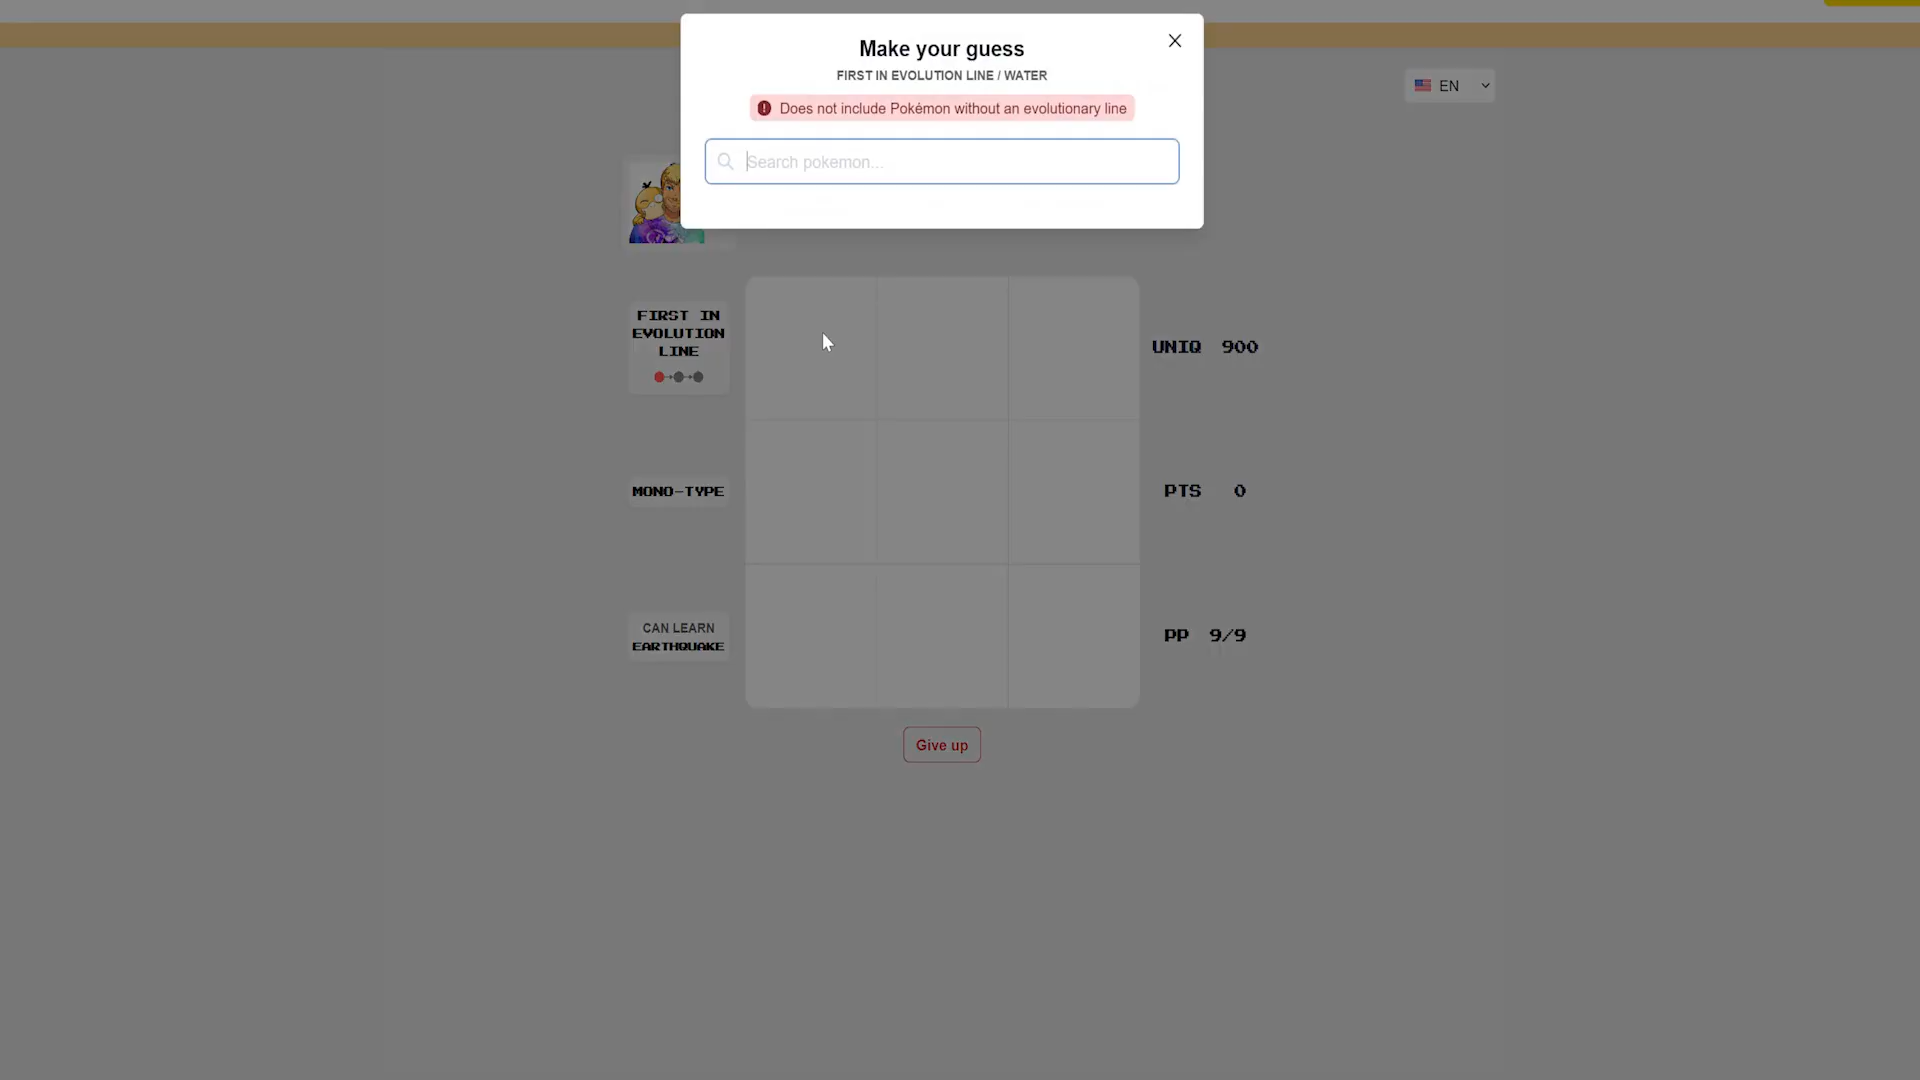 Make your guess
FIRST IN EVOLUTION LINE / WATER
Does not include Pokémon without an evolutionary line
Search pokemon...
EN
FIRST IN
EVOLUTION
LINE
UNIQ 900
MONO-TYPE
PTS 0
CAN LEARN
EARTHQUAKE
PP 9/9
Give up